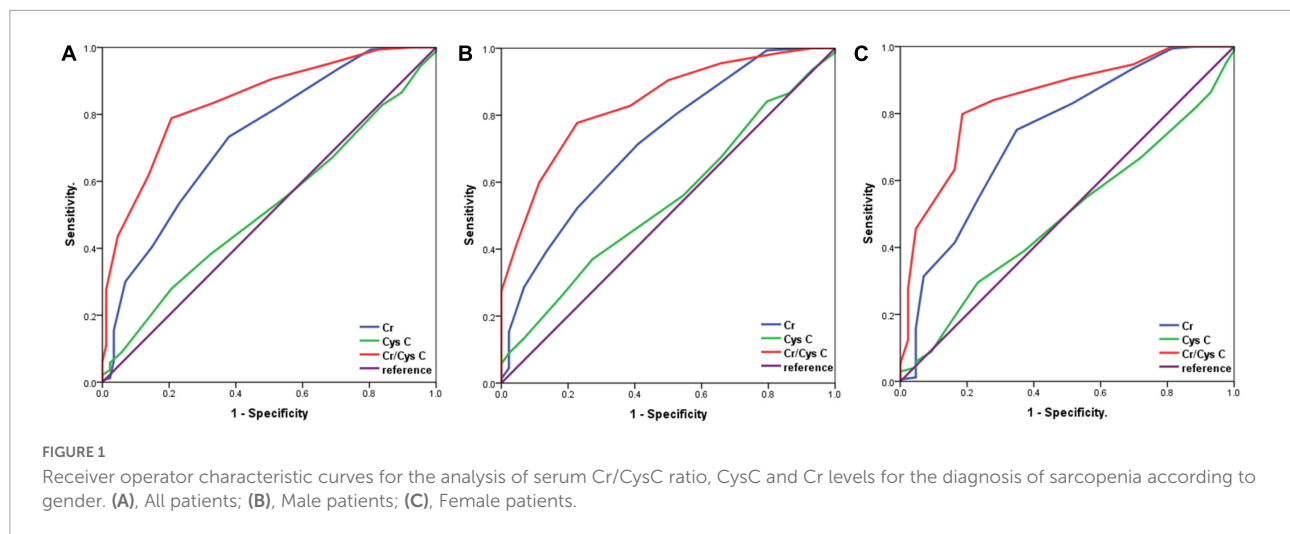 A
1.0
0.8
0.6
0.4
0.2
0.0
Sensitivity.
0.0 0.2 0.4 0.6 0.8 1.0
1 - Specificity
Cr
Cys C
Cr/Cys C
reference
B
1.0
0.8
0.6
0.4
0.2
0.0
Sensitivity
0.0 0.2 0.4 0.6 0.8 1.0
1 - Specificity
Cr
Cys C
Cr/Cys C
reference
C
1.0
0.8
0.6
0.4
0.2
0.0
Sensitivity
0.0 0.2 0.4 0.6 0.8 1.0
1 - Specificity.
Cr
Cys C
Cr/Cys C
reference
FIGURE 1
Receiver operator characteristic curves for the analysis of serum Cr/CysC ratio, CysC and Cr levels for the diagnosis of sarcopenia according to
gender. (A), All patients; (B), Male patients; (C), Female patients.